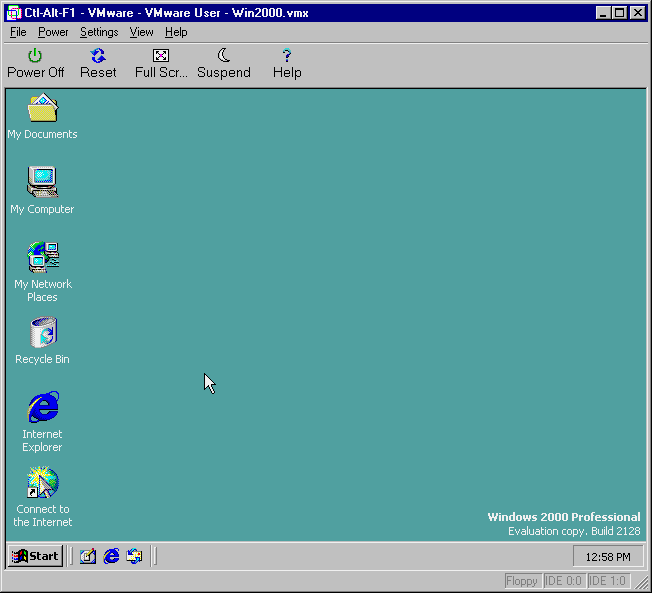 Ctl-Alt-F1 - VMware - VMware User - Win2000.vmx
File Power Settings View Help
Power Off Reset Full Scr... Suspend Help
My Documents
My Computer
My Network
Places
Recycle Bin
Internet
Explorer
Connect to
the Internet
Windows 2000 Professional
Evaluation copy. Build 2128
Start
12:58 PM
Floppy IDE 0:0 IDE 1:0